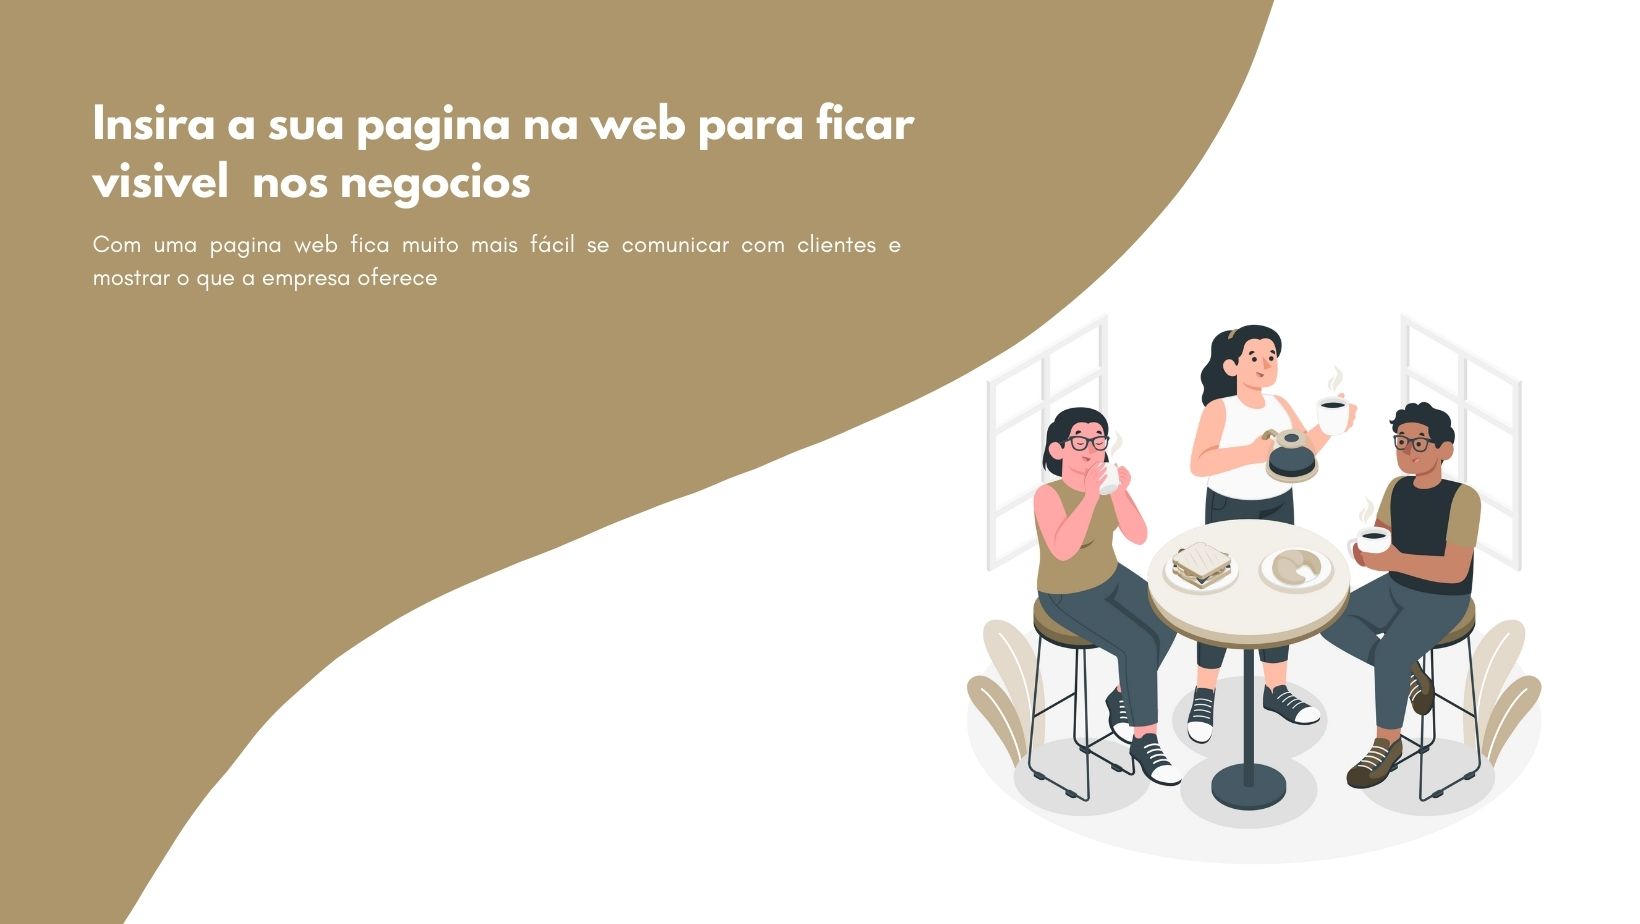 Insira a sua pagina na web para ficar
visivel  nos negocios
Com uma pagina web fica muito mais fácil se comunicar com clientes e
mostrar o que a empresa oferece